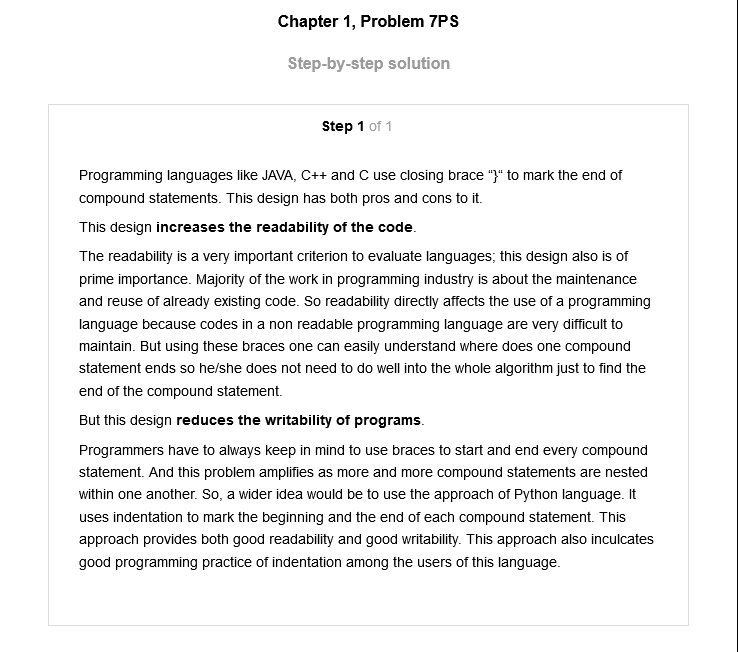 Chapter 1, Problem 7PS
Step-by-step solution
Step 1 of 1
Programming languages like JAVA, C++ and C use closing brace “}“ to mark the end of
compound statements. This design has both pros and cons to it.
This design increases the readability of the code.
The readability is a very important criterion to evaluate languages; this design also is of
prime importance. Majority of the work in programming industry is about the maintenance
and reuse of already existing code. So readability directly affects the use of a programming
language because codes in a non readable programming language are very difficult to
maintain. But using these braces one can easily understand where does one compound
statement ends so he/she does not need to do well into the whole algorithm just to find the
end of the compound statement.
But this design reduces the writability of programs.
Programmers have to always keep in mind to use braces to start and end every compound
statement. And this problem amplifies as more and more compound statements are nested
within one another. So, a wider idea would be to use the approach of Python language. It
uses indentation to mark the beginning and the end of each compound statement. This
approach provides both good readability and good writability. This approach also inculcates
good programming practice of indentation among the users of this language.